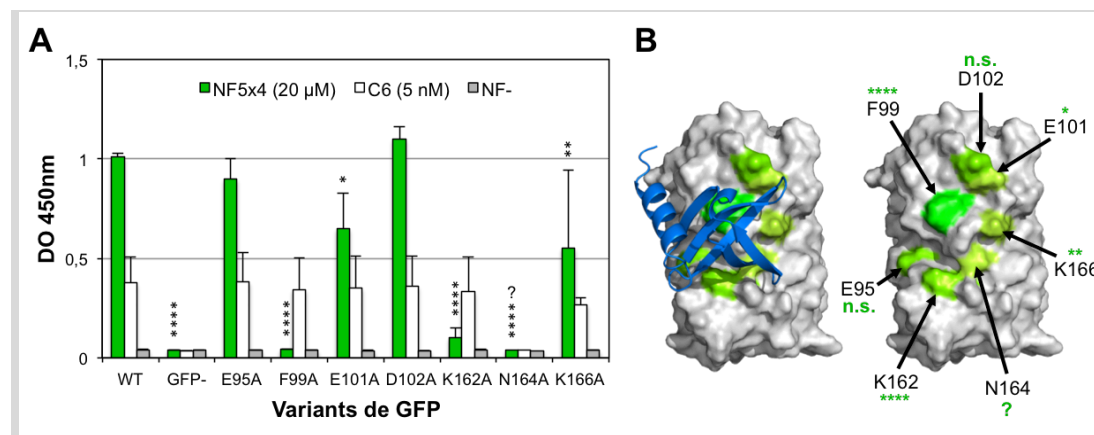 A
B
1,5
1
0,5
0
DO 450nm
NF5x4 (20 µM)
C6 (5 nM)
NF-
****
****
*
****
**** ?
**
WT
GFP-
E95A
F99A
E101A
D102A
K162A
N164A
K166A
Variants de GFP
n.s.
D102
****
F99
*
E101
**
K166
E95
n.s.
K162
****
N164
?